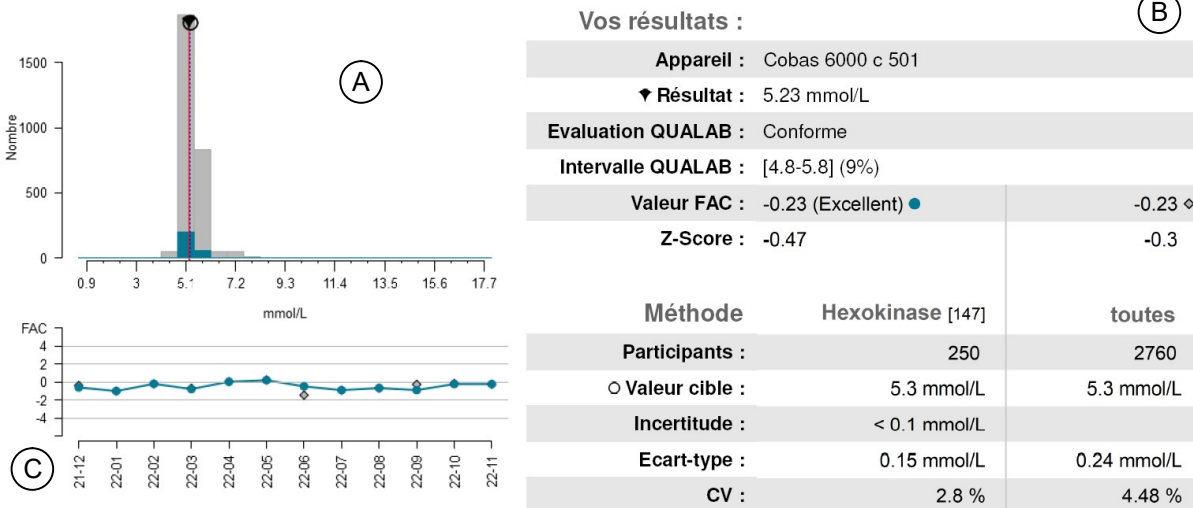 1500
1000
500
0
Nombre
A
0.9 3 5.1 7.2 9.3 11.4 13.5 15.6 17.7
mmol/L
FAC
4
2
0
-2
-4
C
21-12 22-01 22-02 22-03 22-04 22-05 22-06 22-07 22-08 22-09 22-10 22-11
B
Vos résultats :
Appareil : Cobas 6000 c 501
Résultat : 5.23 mmol/L
Evaluation QUALAB : Conforme
Intervalle QUALAB : [4.8-5.8] (9%)
Valeur FAC : -0.23 (Excellent) -0.23
Z-Score : -0.47 -0.3
Méthode Hexokinase [147] toutes
Participants : 250 2760
Valeur cible : 5.3 mmol/L 5.3 mmol/L
Incertitude : < 0.1 mmol/L
Ecart-type : 0.15 mmol/L 0.24 mmol/L
CV : 2.8 % 4.48 %